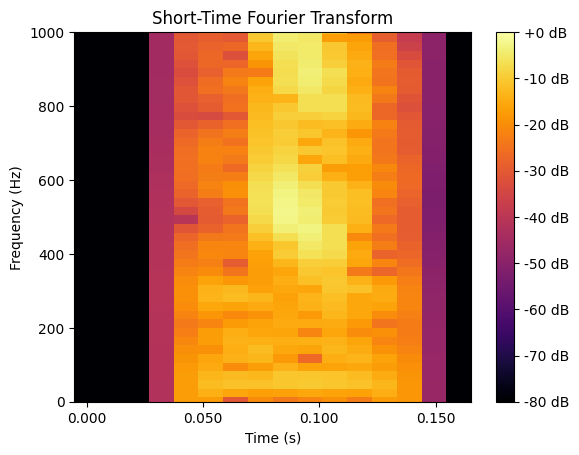 Short-Time Fourier Transform
1000
800
600
400
200
0
Frequency (Hz)
0.000
0.050
0.100
0.150
Time (s)
+0 dB
-10 dB
-20 dB
-30 dB
-40 dB
-50 dB
-60 dB
-70 dB
-80 dB